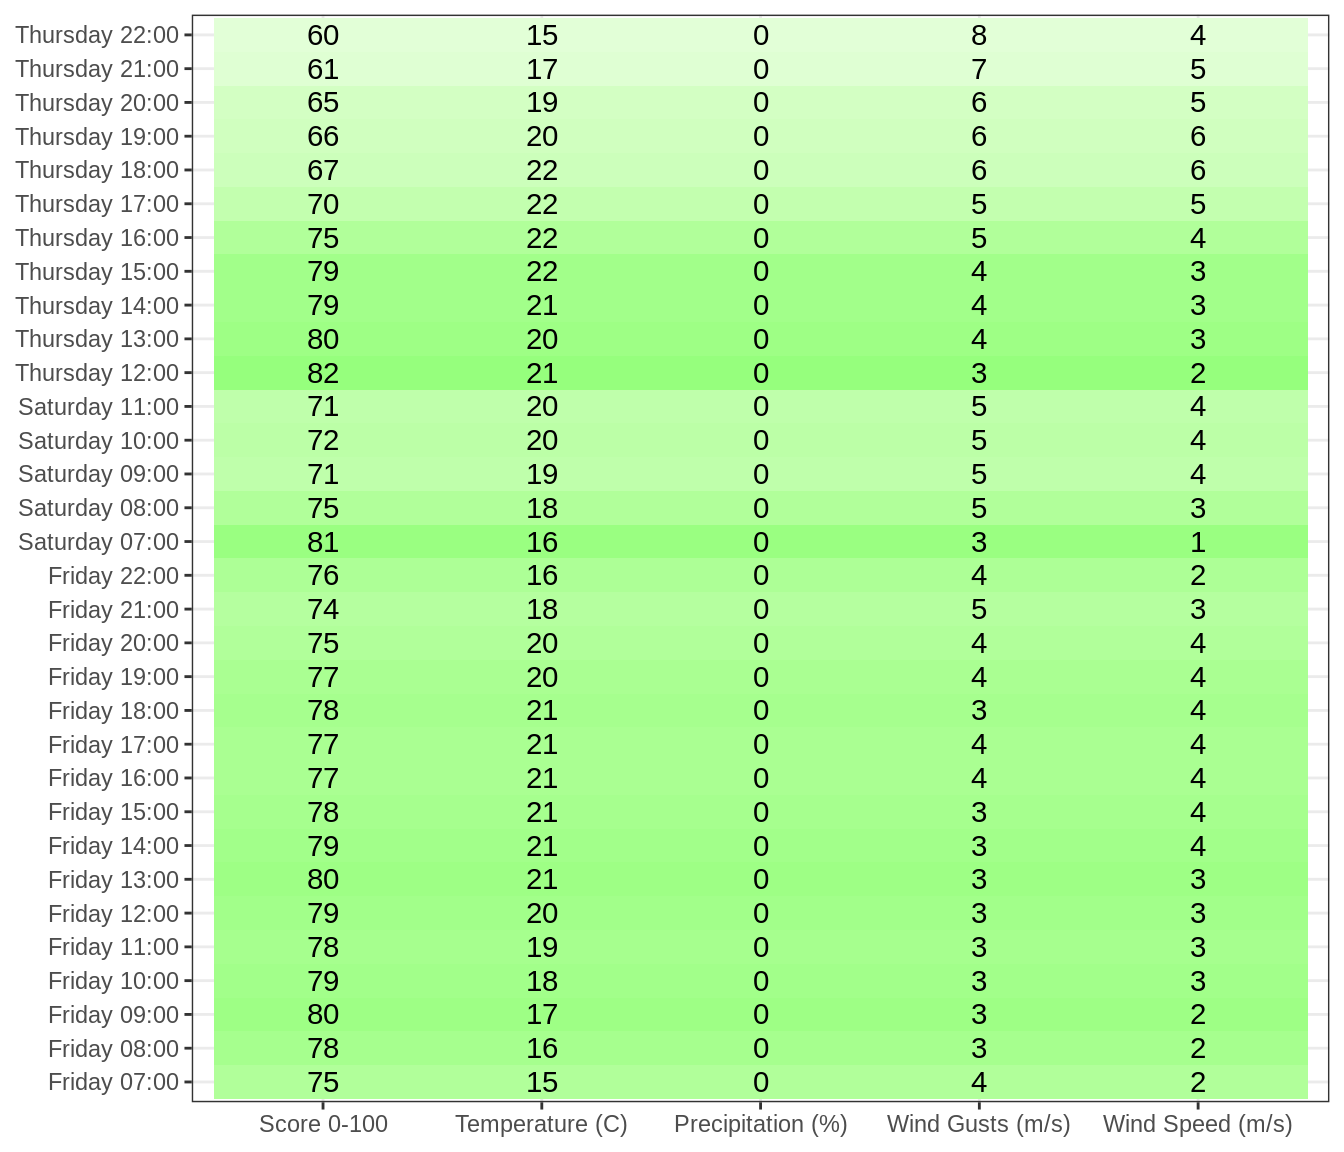 Thursday 22:00 60 15 0 8 4
Thursday 21:00 61 17 0 7 5
Thursday 20:00 65 19 0 6 5
Thursday 19:00 66 20 0 6 6
Thursday 18:00 67 22 0 6 6
Thursday 17:00 70 22 0 5 5
Thursday 16:00 75 22 0 5 4
Thursday 15:00 79 22 0 4 3
Thursday 14:00 79 21 0 4 3
Thursday 13:00 80 20 0 4 3
Thursday 12:00 82 21 0 3 2
Saturday 11:00 71 20 0 5 4
Saturday 10:00 72 20 0 5 4
Saturday 09:00 71 19 0 5 4
Saturday 08:00 75 18 0 5 3
Saturday 07:00 81 16 0 3 1
Friday 22:00 76 16 0 4 2
Friday 21:00 74 18 0 5 3
Friday 20:00 75 20 0 4 4
Friday 19:00 77 20 0 4 4
Friday 18:00 78 21 0 3 4
Friday 17:00 77 21 0 4 4
Friday 16:00 77 21 0 4 4
Friday 15:00 78 21 0 3 4
Friday 14:00 79 21 0 3 4
Friday 13:00 80 21 0 3 3
Friday 12:00 79 20 0 3 3
Friday 11:00 78 19 0 3 3
Friday 10:00 79 18 0 3 3
Friday 09:00 80 17 0 3 2
Friday 08:00 78 16 0 3 2
Friday 07:00 75 15 0 4 2
Score 0-100 Temperature (C) Precipitation (%) Wind Gusts (m/s) Wind Speed (m/s)